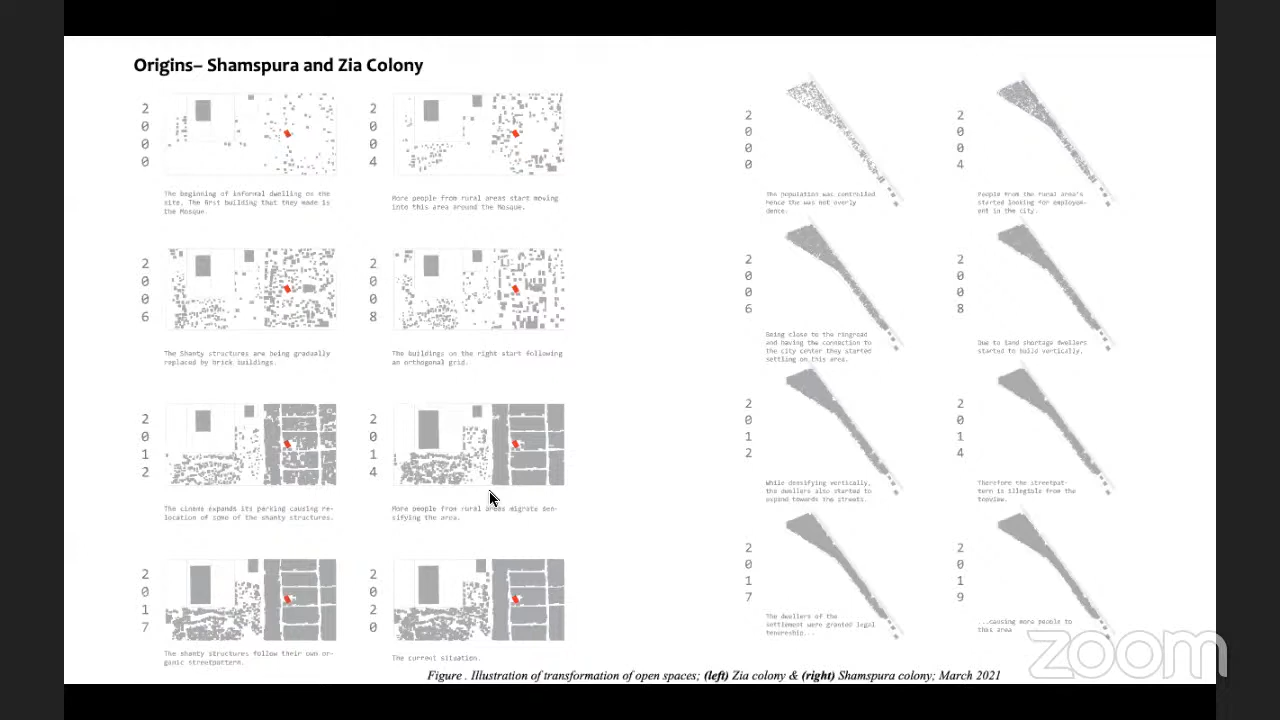 Origins– Shamspura and Zia Colony
2000
The beginning of informal dwelling on the
site. The first building that they made is
the Mosque.
2004
More people from rural areas start moving
into this area around the Mosque.
2006
The Shanty structures are being gradually
replaced by brick buildings.
2008
The buildings on the right start following
an orthogonal grid.
2012
The cinema expands its parking causing re-
location of some of the shanty structures.
2014
More people from rural areas migrate den-
sifying the area.
2017
The shanty structures follow their own or-
ganic streetpattern.
2020
The current situation.
2000
The population was controlled
hence the was not overly
dence.
2004
People from the rural area's
started looking for employem-
ent in the city.
2006
Being close to the ringroad
and having the connection to
the city center they started
settling on this area.
2008
Due to land shortage dwellers
started to build vertically.
2012
While densifying vertically,
the dwellers also started to
expand towards the streets.
2014
Therefore the streetpat-
tern is illegible from the
topview.
2017
The dwellers of the
settlement were granted legal
tenureship...
2019
...causing more people to
this area
Figure . Illustration of transformation of open spaces; (left) Zia colony & (right) Shamspura colony; March 2021
zoom